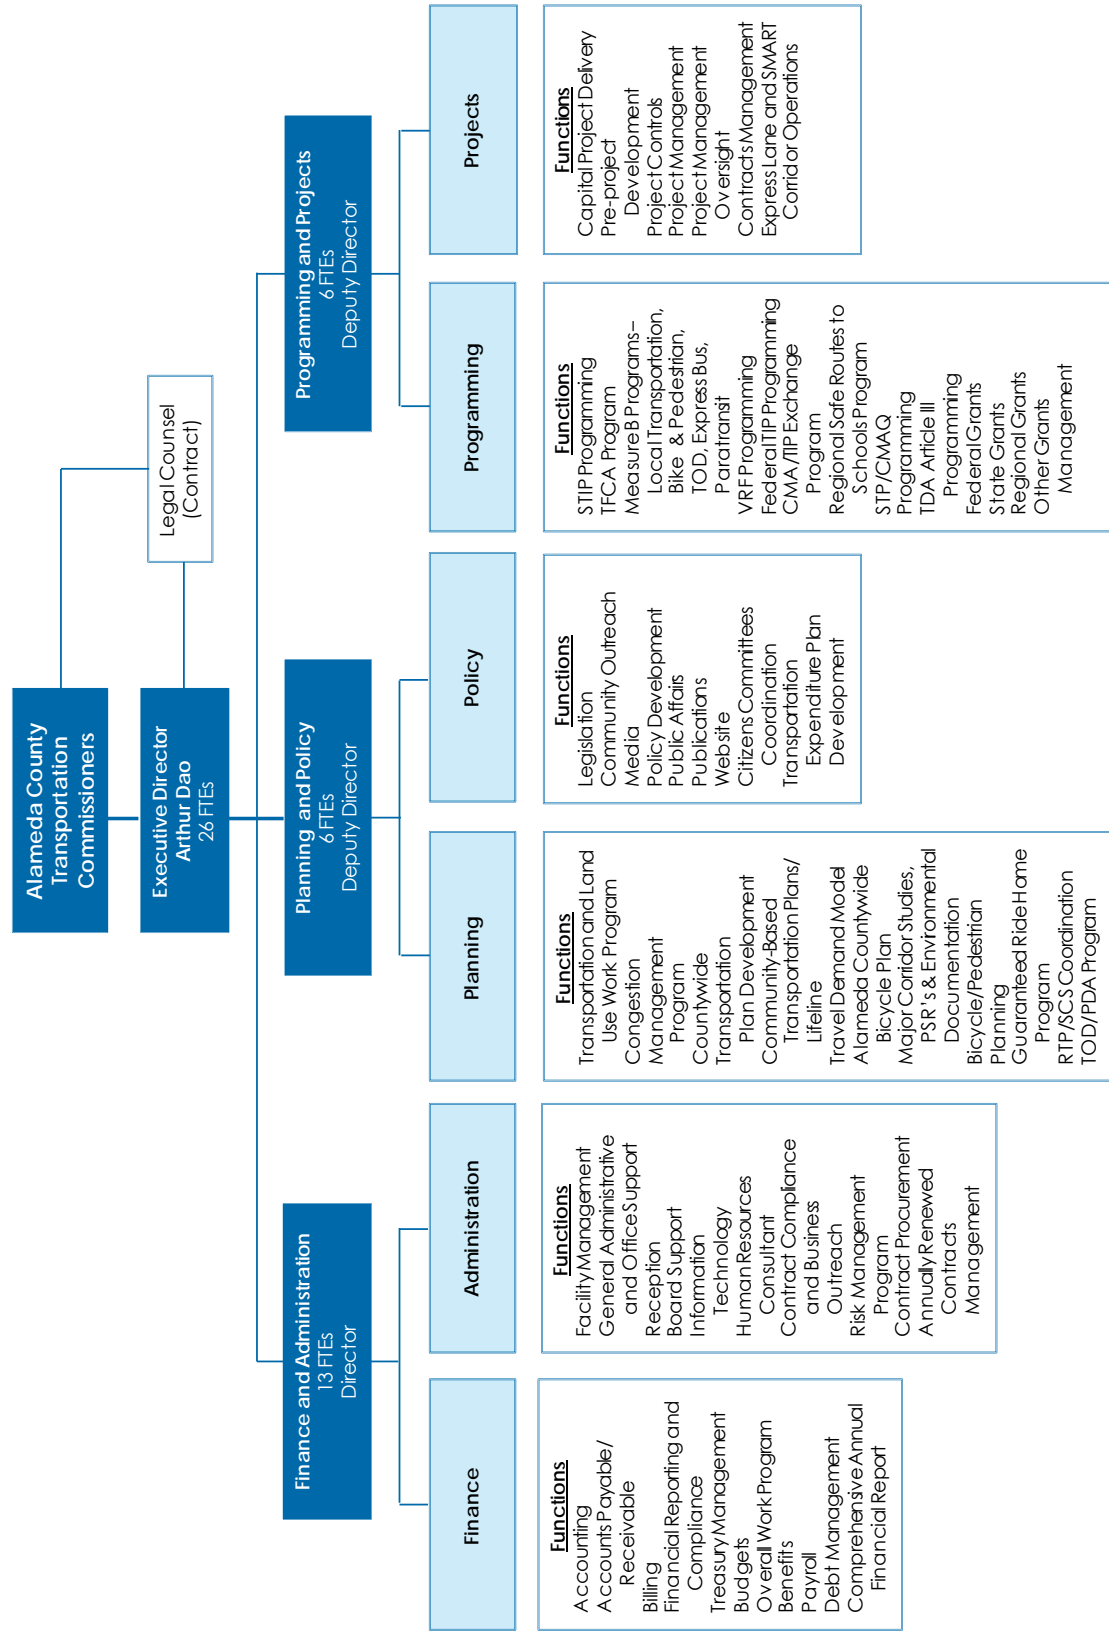 Alameda County
Transportation
Commissioners
Legal Counsel
(Contract)
Executive Director
Arthur Dao
26 FTEs
Finance and Administration
13 FTEs
Director
Planning and Policy
6 FTEs
Deputy Director
Programming and Projects
6 FTEs
Deputy Director
Finance
Administration
Planning
Policy
Programming
Projects
Functions
Accounting
Accounts Payable/
Receivable
Billing
Financial Reporting and
Compliance
Treasury Management
Budgets
Overall Work Program
Benefits
Payroll
Debt Management
Comprehensive Annual
Financial Report
Functions
Facility Management
General Administrative
and Office Support
Reception
Board Support
Information
Technology
Human Resources
Consultant
Contract Compliance
and Business
Outreach
Risk Management
Program
Contract Procurement
Annually Renewed
Contracts
Management
Functions
Transportation and Land
Use Work Program
Congestion
Management
Program
Countywide
Transportation
Plan Development
Community-Based
Transportation Plans/
Lifeline
Travel Demand Model
Alameda Countywide
Bicycle Plan
Major Corridor Studies,
PSR's & Environmental
Documentation
Bicycle/Pedestrian
Planning
Guaranteed Ride Home
Program
RTP/SCS Coordination
TOD/PDA Program
Functions
Legislation
Community Outreach
Media
Policy Development
Public Affairs
Publications
Website
Citizens Committees
Coordination
Transportation
Expenditure Plan
Development
Functions
STIP Programming
TFCA Program
Measure B Programs–
Local Transportation,
Bike & Pedestrian,
TOD, Express Bus,
Paratransit
VRF Programming
Federal TIP Programming
CMA/TIP Exchange
Program
Regional Safe Routes to
Schools Program
STP/CMAQ
Programming
TDA Article III
Programming
Federal Grants
State Grants
Regional Grants
Other Grants
Management
Functions
Capital Project Delivery
Pre-project
Development
Project Controls
Project Management
Project Management
Oversight
Contracts Management
Express Lane and SMART
Corridor Operations